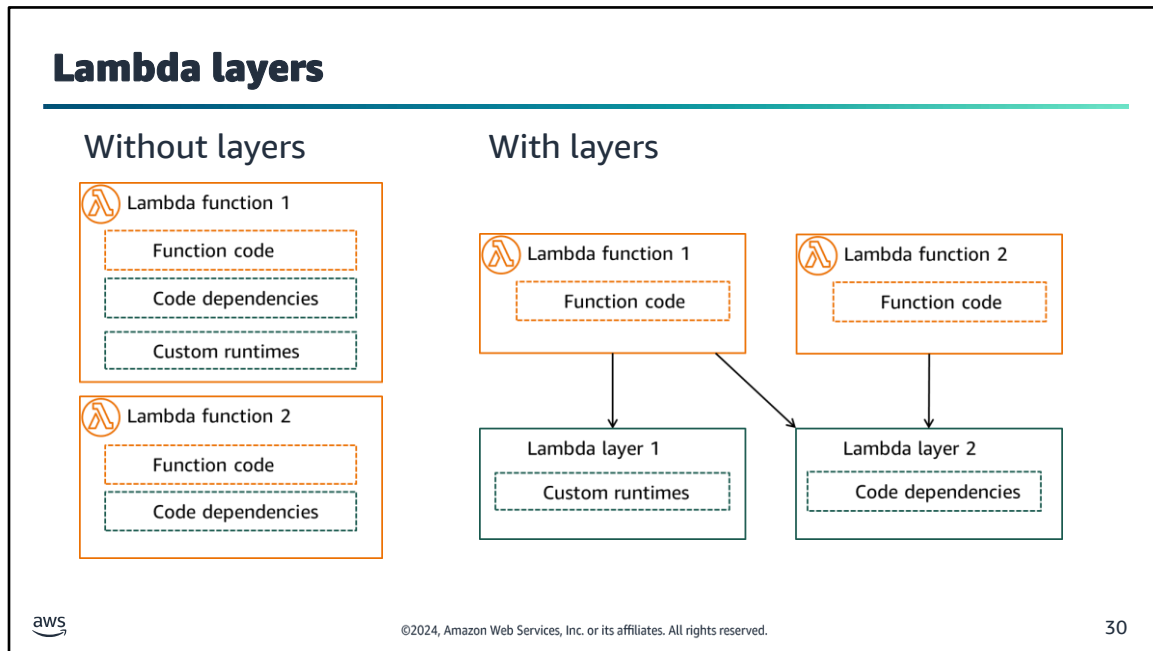 Lambda layers
Without layers
Lambda function 1
Function code
Code dependencies
Custom runtimes
Lambda function 2
Function code
Code dependencies
With layers
Lambda function 1
Function code
Lambda function 2
Function code
Lambda layer 1
Custom runtimes
Lambda layer 2
Code dependencies
aws
©2024, Amazon Web Services, Inc. or its affiliates. All rights reserved.
30